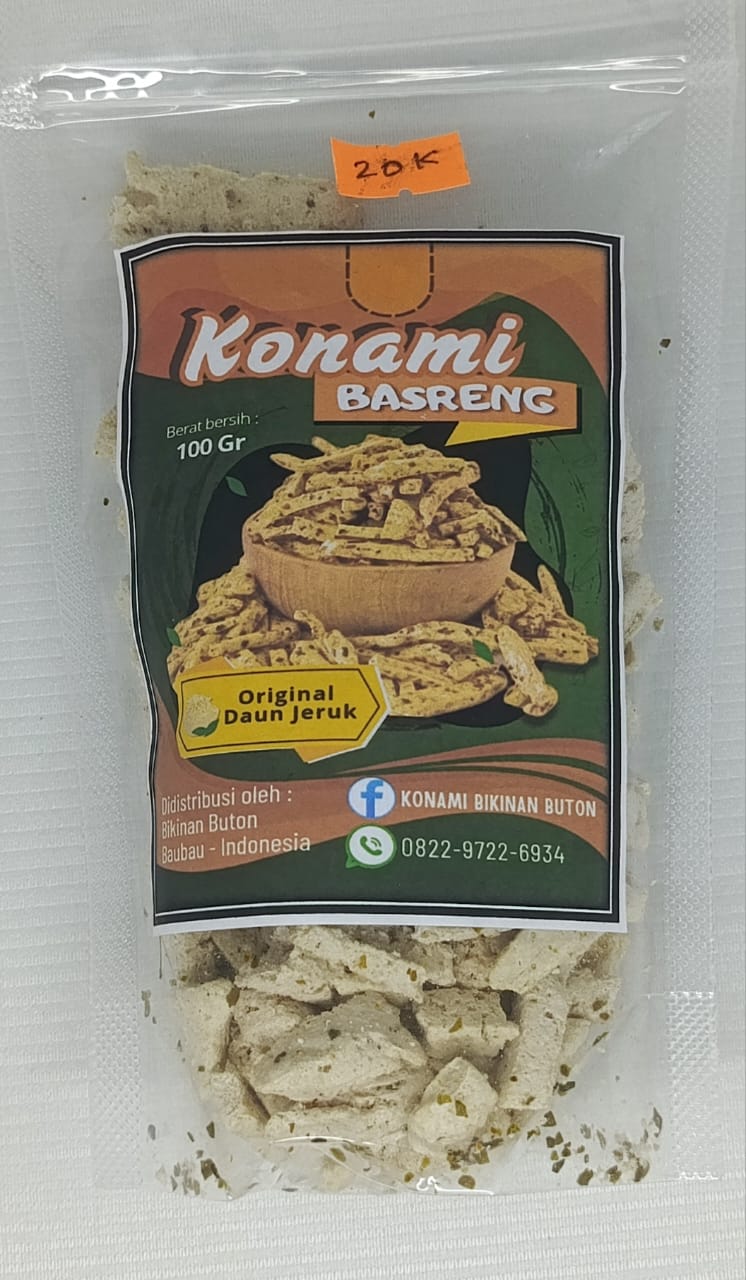 20K
Konami
BASRENG
Berat bersih :
100 Gr
Original
Daun Jeruk
Didistribusi oleh :
Bikinan Buton
Baubau - Indonesia
KONAMI BIKINAN BUTON
0822-9722-6934